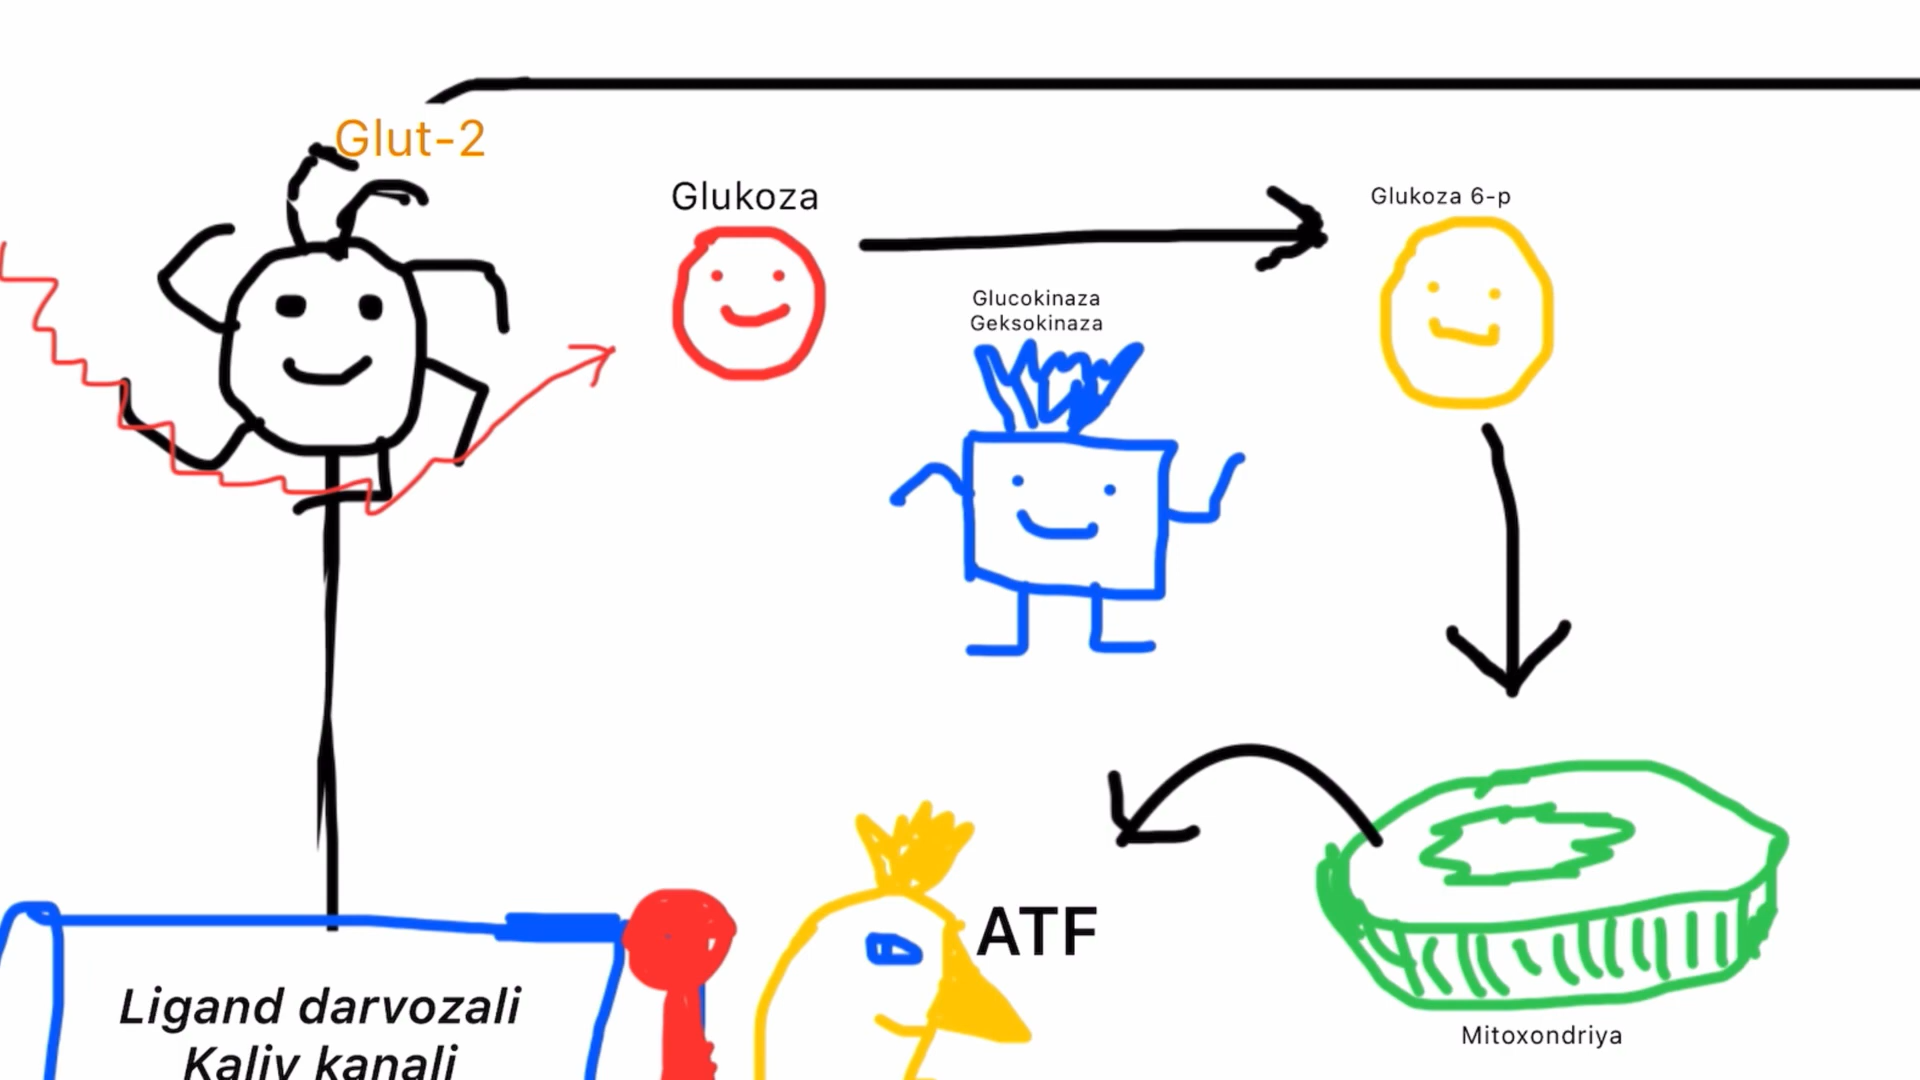 Glut-2
Glukoza
Glukoza 6-p
Glucokinaza
Geksokinaza
ATF
Ligand darvozali
Kaliy kanali
Mitoxondriya